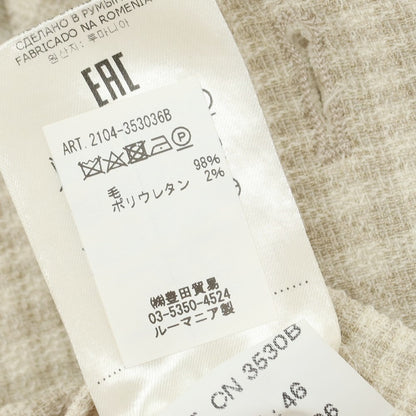 СДЕЛАНО В РУМЫ
FABRICADO NA ROMENIA
원산지: 루마니아
EAC
ART. 2104-353036B
毛 98%
ポリウレタン 2%
㈱豊田貿易
03-5350-4524
ルーマニア製
CN 3530B
46